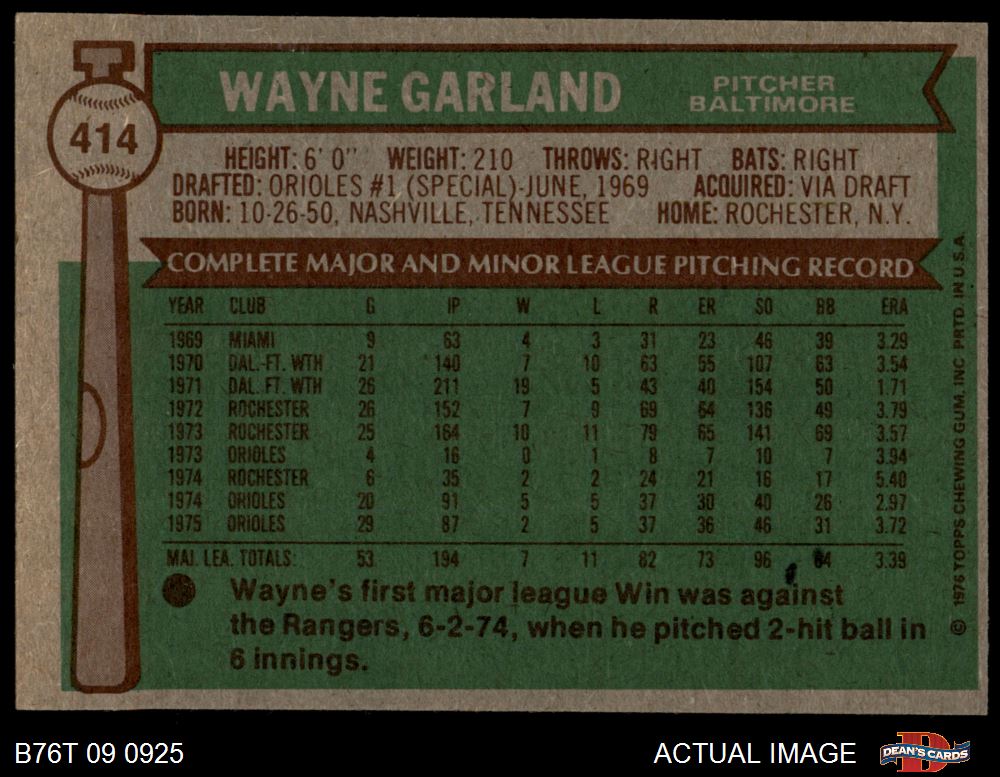 WAYNE GARLAND
PITCHER
BALTIMORE
414
HEIGHT: 6' 0" WEIGHT: 210 THROWS: RIGHT BATS: RIGHT
DRAFTED: ORIOLES #1 (SPECIAL)-JUNE, 1969 ACQUIRED: VIA DRAFT
BORN: 10-26-50, NASHVILLE, TENNESSEE HOME: ROCHESTER, N.Y.
COMPLETE MAJOR AND MINOR LEAGUE PITCHING RECORD
YEAR CLUB G IP W L R ER SO BB ERA
1969 MIAMI 9 63 4 3 31 23 46 39 3.29
1970 DAL.-FT. WTH 21 140 7 10 63 55 107 63 3.54
1971 DAL. FT. WTH 26 211 19 5 43 40 154 50 1.71
1972 ROCHESTER 26 152 7 9 69 64 136 49 3.79
1973 ROCHESTER 25 164 10 11 79 65 141 69 3.57
1973 ORIOLES 4 16 0 1 8 7 10 7 3.94
1974 ROCHESTER 6 35 2 2 24 21 16 17 5.40
1974 ORIOLES 20 91 5 5 37 30 40 26 2.97
1975 ORIOLES 29 87 2 5 37 36 46 31 3.72
MAJ. LEA. TOTALS: 53 194 7 11 82 73 96 64 3.39
Wayne's first major league Win was against
the Rangers, 6-2-74, when he pitched 2-hit ball in
6 innings.
© 1976 TOPPS CHEWING GUM, INC PRTD. IN U.S.A.
B76T 09 0925
ACTUAL IMAGE
DEAN'S CARDS